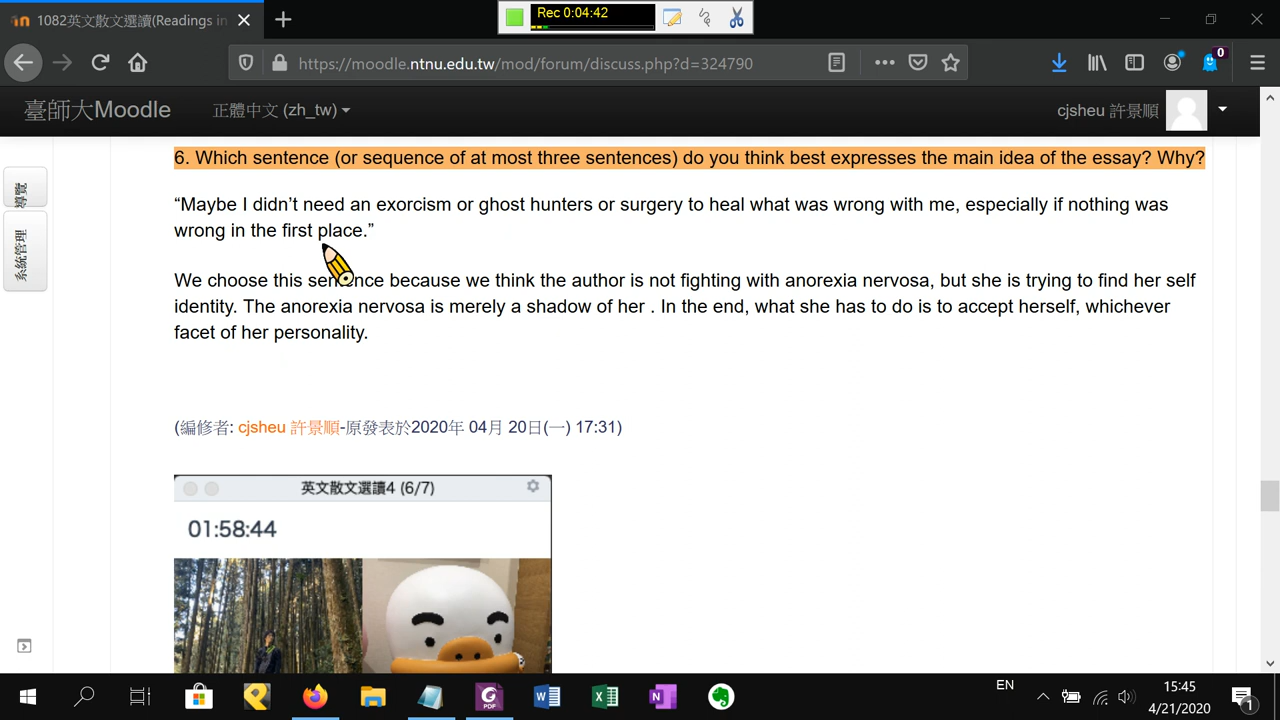 1082英文散文選讀(Readings in
Rec 0:04:42
https://moodle.ntnu.edu.tw/mod/forum/discuss.php?d=324790
0
臺師大Moodle
正體中文 (zh_tw)
cjsheu 許景順
導覽
系統管理
6. Which sentence (or sequence of at most three sentences) do you think best expresses the main idea of the essay? Why?
“Maybe I didn’t need an exorcism or ghost hunters or surgery to heal what was wrong with me, especially if nothing was
wrong in the first place.”
We choose this sentence because we think the author is not fighting with anorexia nervosa, but she is trying to find her self
identity. The anorexia nervosa is merely a shadow of her . In the end, what she has to do is to accept herself, whichever
facet of her personality.
(編修者: cjsheu 許景順-原發表於2020年 04月 20日(一) 17:31)
英文散文選讀4 (6/7)
01:58:44
PDF
EN
15:45
4/21/2020
1